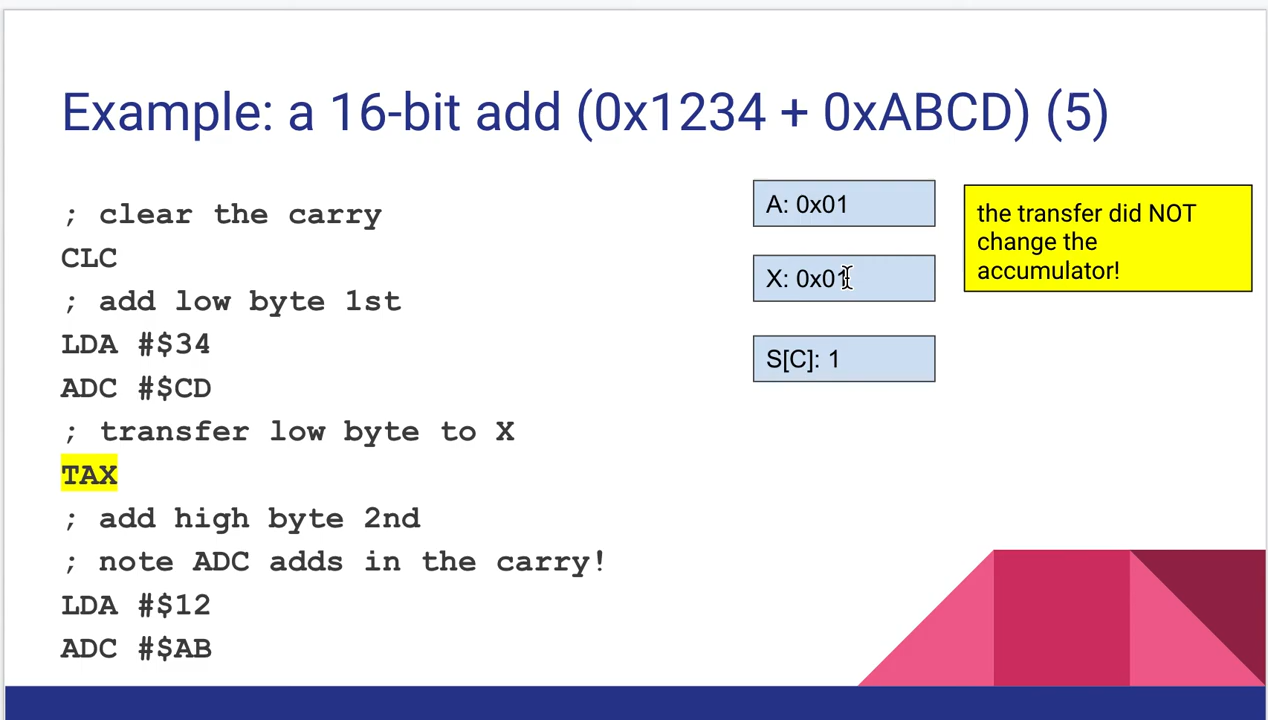 Example: a 16-bit add (0x1234 + 0xABCD) (5)
; clear the carry
CLC
; add low byte 1st
LDA #$34
ADC #$CD
; transfer low byte to X
TAX
; add high byte 2nd
; note ADC adds in the carry!
LDA #$12
ADC #$AB
A: 0x01
X: 0x01
S[C]: 1
the transfer did NOT
change the
accumulator!